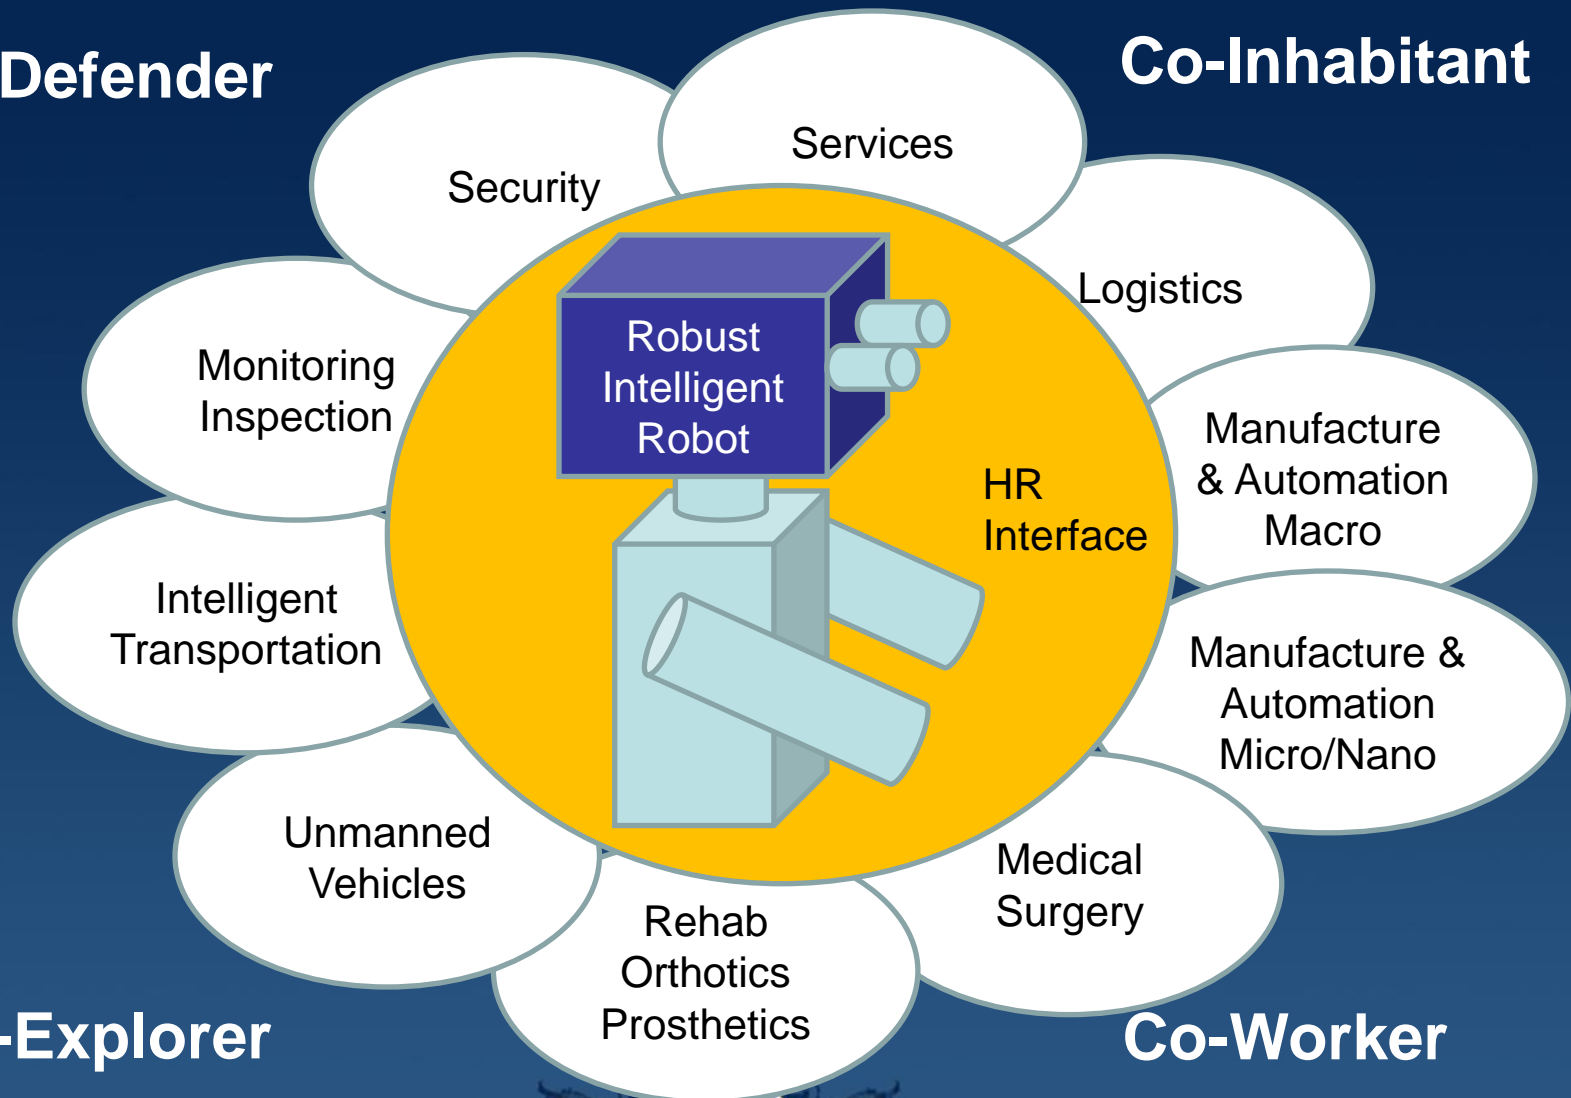 Defender
Co-Inhabitant
Services
Security
Logistics
Robust
Intelligent
Robot
Monitoring
Inspection
HR
Interface
Manufacture
& Automation
Macro
Intelligent
Transportation
Manufacture &
Automation
Micro/Nano
Unmanned
Vehicles
Medical
Surgery
Rehab
Orthotics
Prosthetics
-Explorer
Co-Worker